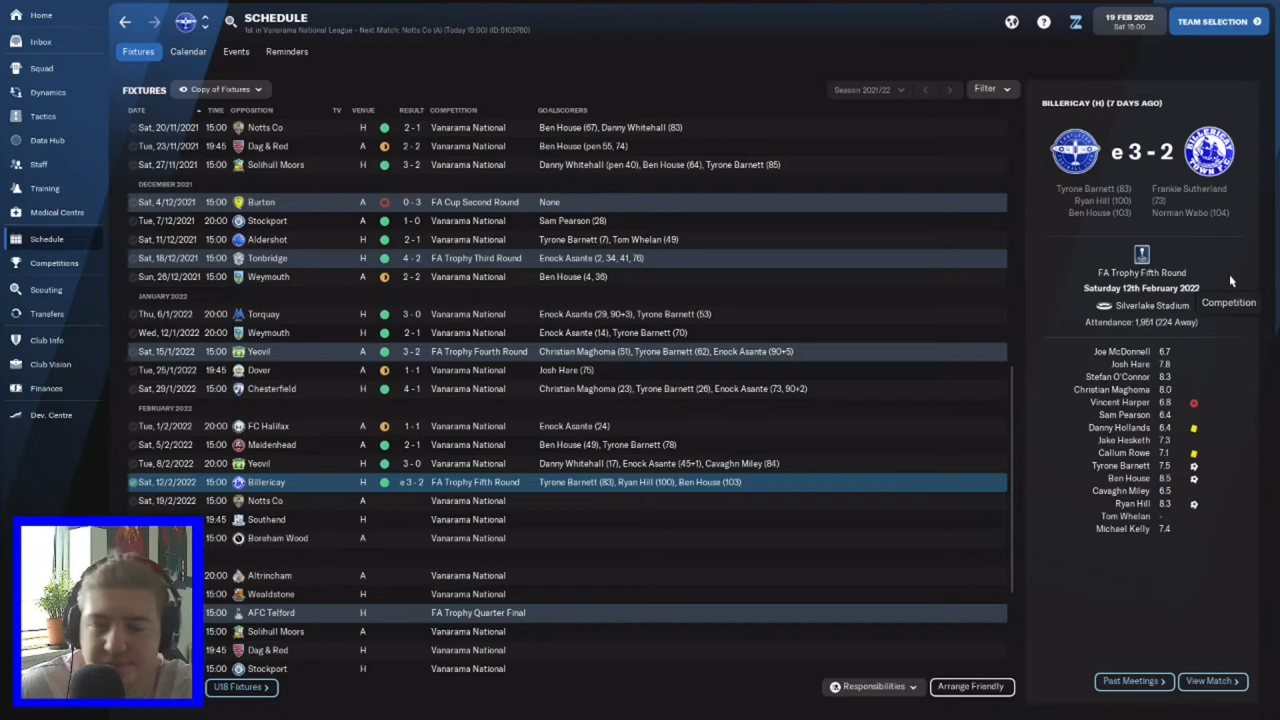 Home
Inbox
Squad
Dynamics
Tactics
Data Hub
Staff
Training
Medical Centre
Schedule
Competitions
Scouting
Transfers
Club Info
Club Vision
Finances
Dev. Centre
SCHEDULE
1st in Vanarama National League - Next Match: Notts Co (A) (Today 15:00) (ID:5103760)
19 FEB 2022
Sat 15:00
TEAM SELECTION
Fixtures Calendar Events Reminders
FIXTURES Copy of Fixtures Season 2021/22 Filter
DATE TIME OPPOSITION TV VENUE RESULT COMPETITION GOALSCORERS
Sat, 20/11/2021 15:00 Notts Co H 2 - 1 Vanarama National Ben House (67), Danny Whitehall (83)
Tue, 23/11/2021 19:45 Dag & Red A 2 - 2 Vanarama National Ben House (pen 55, 74)
Sat, 27/11/2021 15:00 Solihull Moors H 3 - 2 Vanarama National Danny Whitehall (pen 40), Ben House (64), Tyrone Barnett (85)
DECEMBER 2021
Sat, 4/12/2021 15:00 Burton A 0 - 3 FA Cup Second Round None
Tue, 7/12/2021 20:00 Stockport A 1 - 0 Vanarama National Sam Pearson (28)
Sat, 11/12/2021 15:00 Aldershot H 2 - 1 Vanarama National Tyrone Barnett (7), Tom Whelan (49)
Sat, 18/12/2021 15:00 Tonbridge H 4 - 2 FA Trophy Third Round Enock Asante (2, 34, 41, 76)
Sun, 26/12/2021 15:00 Weymouth A 2 - 2 Vanarama National Ben House (4, 36)
JANUARY 2022
Thu, 6/1/2022 20:00 Torquay H 3 - 0 Vanarama National Enock Asante (29, 90+3), Tyrone Barnett (53)
Wed, 12/1/2022 20:00 Weymouth H 2 - 1 Vanarama National Enock Asante (14), Tyrone Barnett (70)
Sat, 15/1/2022 15:00 Yeovil A 3 - 2 FA Trophy Fourth Round Christian Maghoma (51), Tyrone Barnett (62), Enock Asante (90+5)
Tue, 25/1/2022 19:45 Dover A 1 - 1 Vanarama National Josh Hare (75)
Sat, 29/1/2022 15:00 Chesterfield H 4 - 1 Vanarama National Christian Maghoma (23), Tyrone Barnett (26), Enock Asante (73, 90+2)
FEBRUARY 2022
Tue, 1/2/2022 20:00 FC Halifax A 1 - 1 Vanarama National Enock Asante (24)
Sat, 5/2/2022 15:00 Maidenhead A 2 - 1 Vanarama National Ben House (49), Tyrone Barnett (78)
Tue, 8/2/2022 20:00 Yeovil H 3 - 0 Vanarama National Danny Whitehall (17), Enock Asante (45+1), Cavaghn Miley (84)
Sat, 12/2/2022 15:00 Billericay H e 3 - 2 FA Trophy Fifth Round Tyrone Barnett (83), Ryan Hill (100), Ben House (103)
Sat, 19/2/2022 15:00 Notts Co A Vanarama National
19:45 Southend H Vanarama National
15:00 Boreham Wood A Vanarama National
20:00 Altrincham A Vanarama National
15:00 Wealdstone H Vanarama National
15:00 AFC Telford H FA Trophy Quarter Final
15:00 Solihull Moors A Vanarama National
19:45 Dag & Red H Vanarama National
15:00 Stockport H Vanarama National
U18 Fixtures Responsibilities Arrange Friendly
BILLERICAY (H) (7 DAYS AGO)
e 3 - 2
BILLERICAY
TOWN F.C.
Tyrone Barnett (83)
Ryan Hill (100)
Ben House (103)
Frankie Sutherland
(73)
Norman Wabo (104)
FA Trophy Fifth Round
Saturday 12th February 2022
Competition
Silverlake Stadium
Attendance: 1,951 (224 Away)
Joe McDonnell 6.7
Josh Hare 7.8
Stefan O'Connor 8.3
Christian Maghoma 8.0
Vincent Harper 6.8
Sam Pearson 6.4
Danny Hollands 6.4
Jake Hesketh 7.3
Callum Rowe 7.1
Tyrone Barnett 7.5
Ben House 8.5
Cavaghn Miley 6.5
Ryan Hill 8.3
Tom Whelan -
Michael Kelly 7.4
Past Meetings View Match